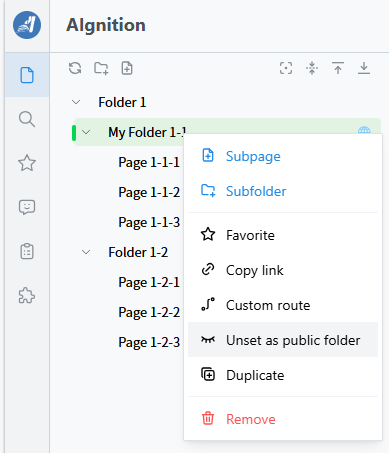 AIgnition
Folder 1
My Folder 1-1
Page 1-1-1
Page 1-1-2
Page 1-1-3
Folder 1-2
Page 1-2-1
Page 1-2-2
Page 1-2-3
Subpage
Subfolder
Favorite
Copy link
Custom route
Unset as public folder
Duplicate
Remove